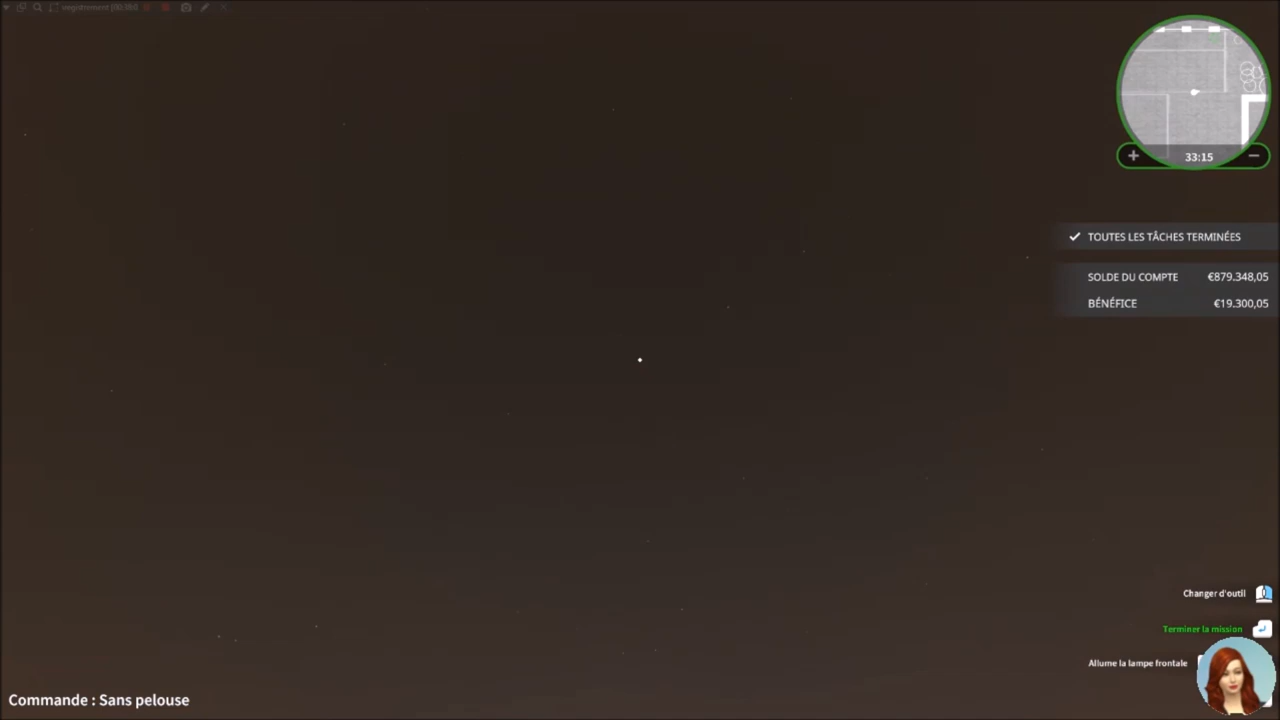 33:15
TOUTES LES TÂCHES TERMINÉES
SOLDE DU COMPTE €879.348,05
BÉNÉFICE €19.300,05
Changer d'outil
Terminer la mission
Allume la lampe frontale
Commande : Sans pelouse